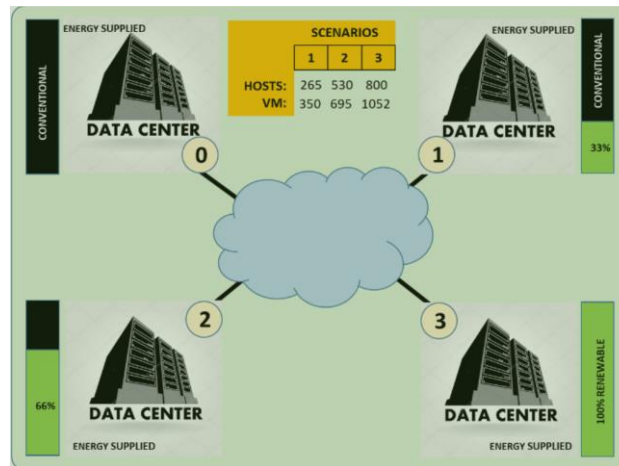 CONVENTIONAL
ENERGY SUPPLIED
DATA CENTER
0
SCENARIOS
1 2 3
HOSTS: 265 530 800
VM: 350 695 1052
ENERGY SUPPLIED
DATA CENTER
1
CONVENTIONAL
33%
66%
2
DATA CENTER
ENERGY SUPPLIED
3
DATA CENTER
ENERGY SUPPLIED
100% RENEWABLE